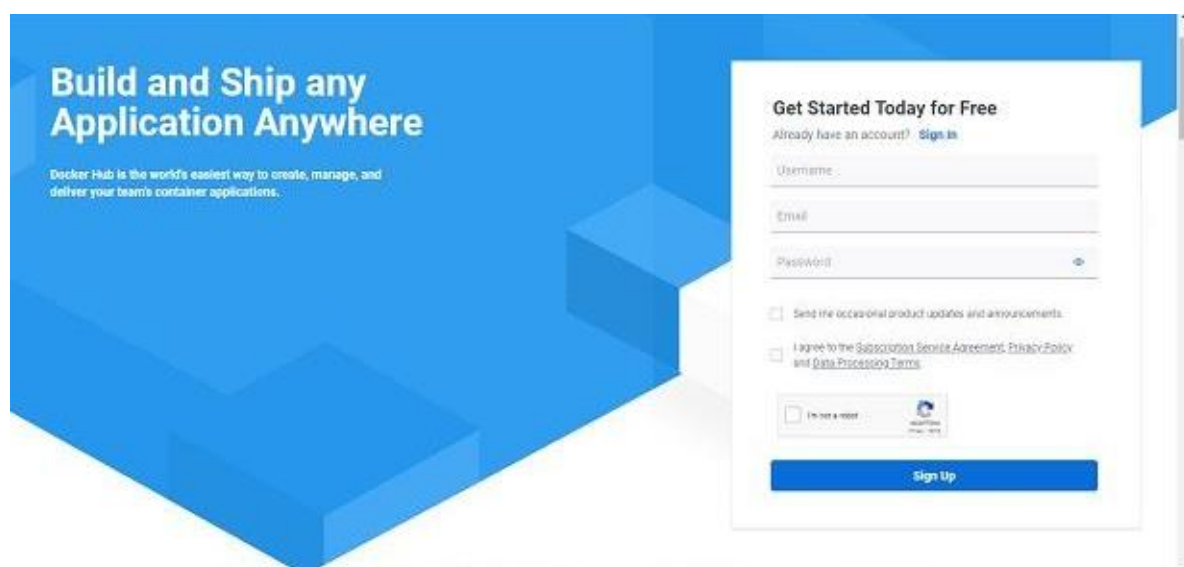 Build and Ship any
Application Anywhere
Docker Hub is the world's easiest way to create, manage, and
deliver your team's container applications.
Get Started Today for Free
Already have an account? Sign In
Username
Email
Password
Send me occasional product updates and announcements.
I agree to the Subscription Service Agreement, Privacy Policy
and Data Processing Terms
I'm not a robot
reCAPTCHA
Privacy - Terms
Sign Up